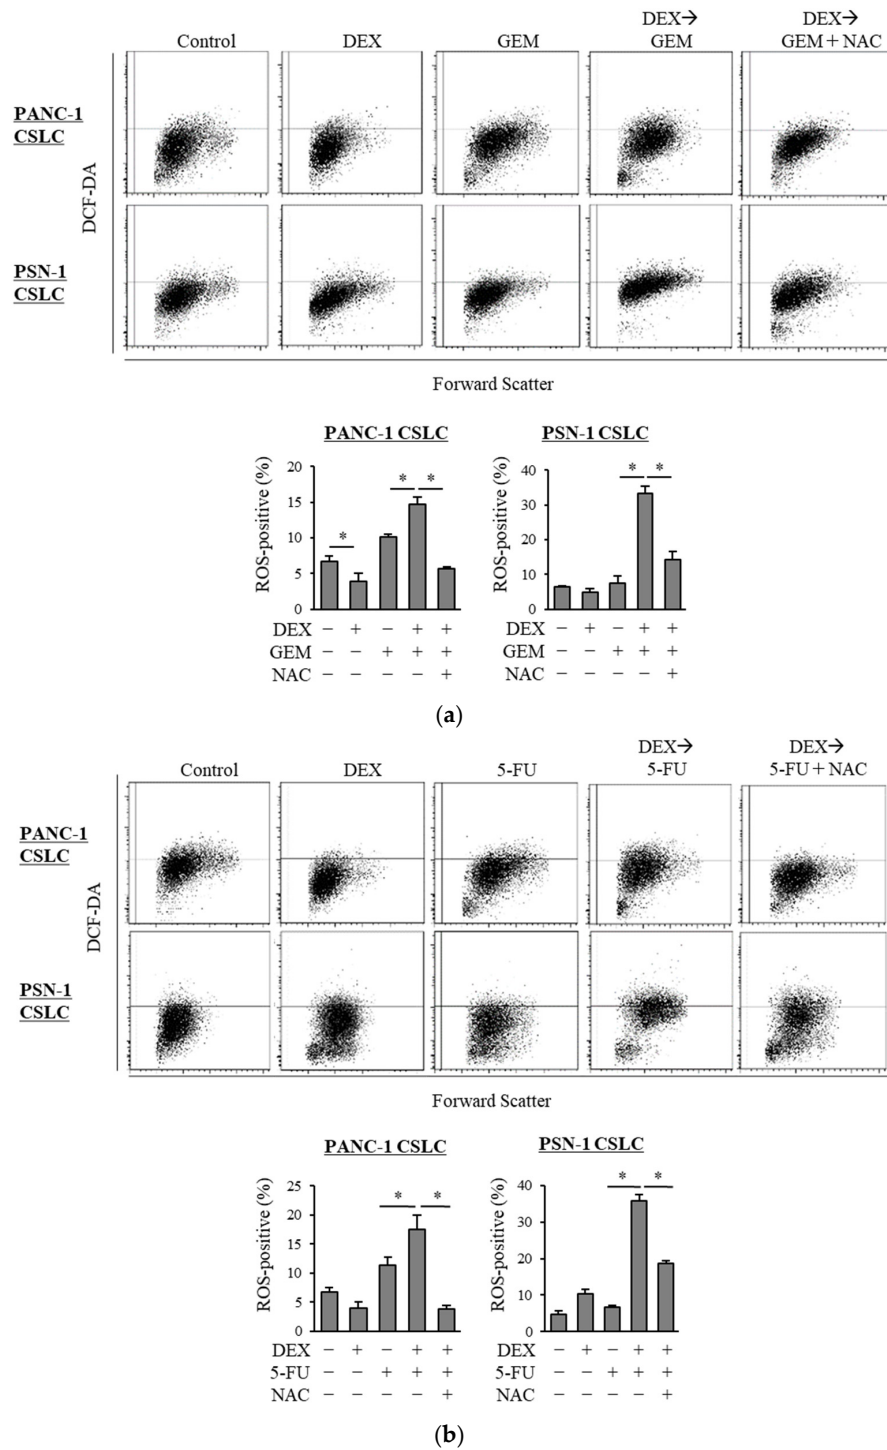 DEX→ DEX→
Control DEX GEM GEM GEM+NAC
PANC-1
CSLC
DCF-DA
PSN-1
CSLC
Forward Scatter
PANC-1 CSLC PSN-1 CSLC
ROS-positive (%)
20
15
10
5
0
* * *
ROS-positive (%)
40
30
20
10
0
* *
DEX − + − + + DEX − + − + +
GEM − − + + + GEM − − + + +
NAC − − − − + NAC − − − − +
(a)
DEX→ DEX→
Control DEX 5-FU 5-FU 5-FU+NAC
PANC-1
CSLC
DCF-DA
PSN-1
CSLC
Forward Scatter
PANC-1 CSLC PSN-1 CSLC
ROS-positive (%)
25
20
15
10
5
0
* *
ROS-positive (%)
40
30
20
10
0
* *
DEX − + − + + DEX − + − + +
5-FU − − + + + 5-FU − − + + +
NAC − − − − + NAC − − − − +
(b)